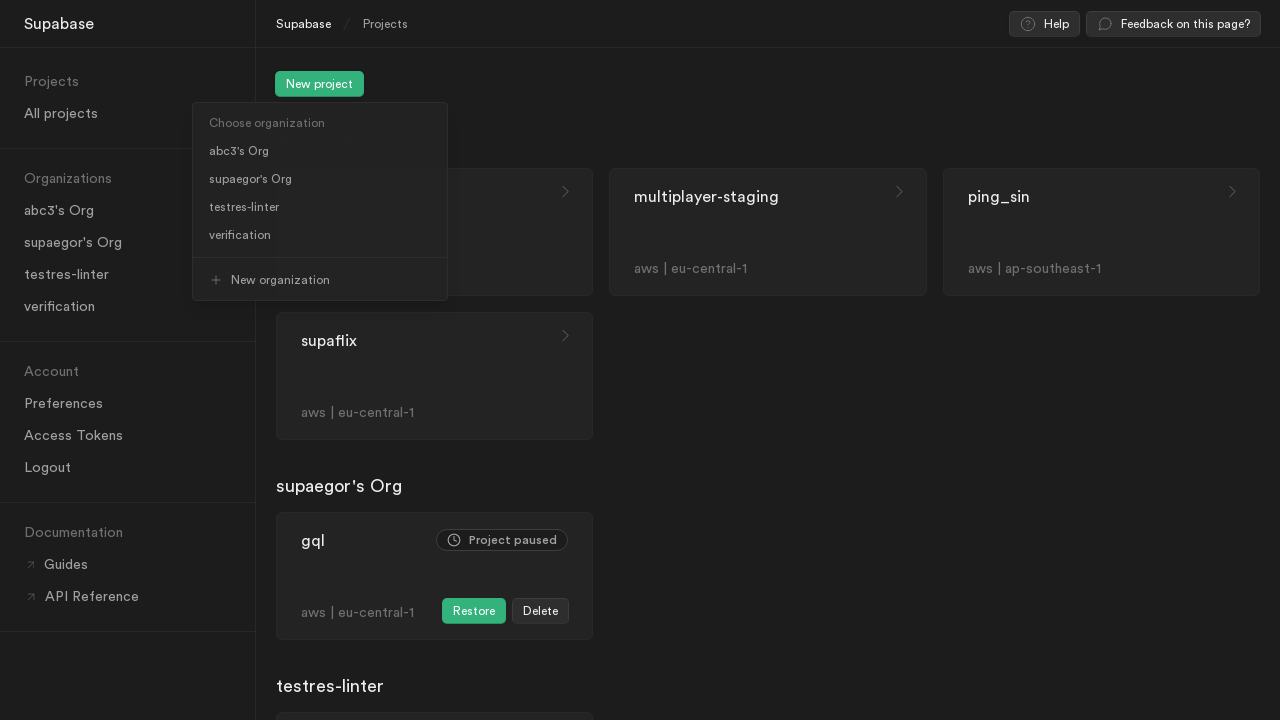 Supabase
Projects
All projects
Organizations
abc3's Org
supaegor's Org
testres-linter
verification
Account
Preferences
Access Tokens
Logout
Documentation
Guides
API Reference
Supabase / Projects
Help
Feedback on this page?
New project
Choose organization
abc3's Org
supaegor's Org
testres-linter
verification
New organization
multiplayer-staging
aws | eu-central-1
ping_sin
aws | ap-southeast-1
supaflix
aws | eu-central-1
supaegor's Org
gql
Project paused
aws | eu-central-1
Restore
Delete
testres-linter